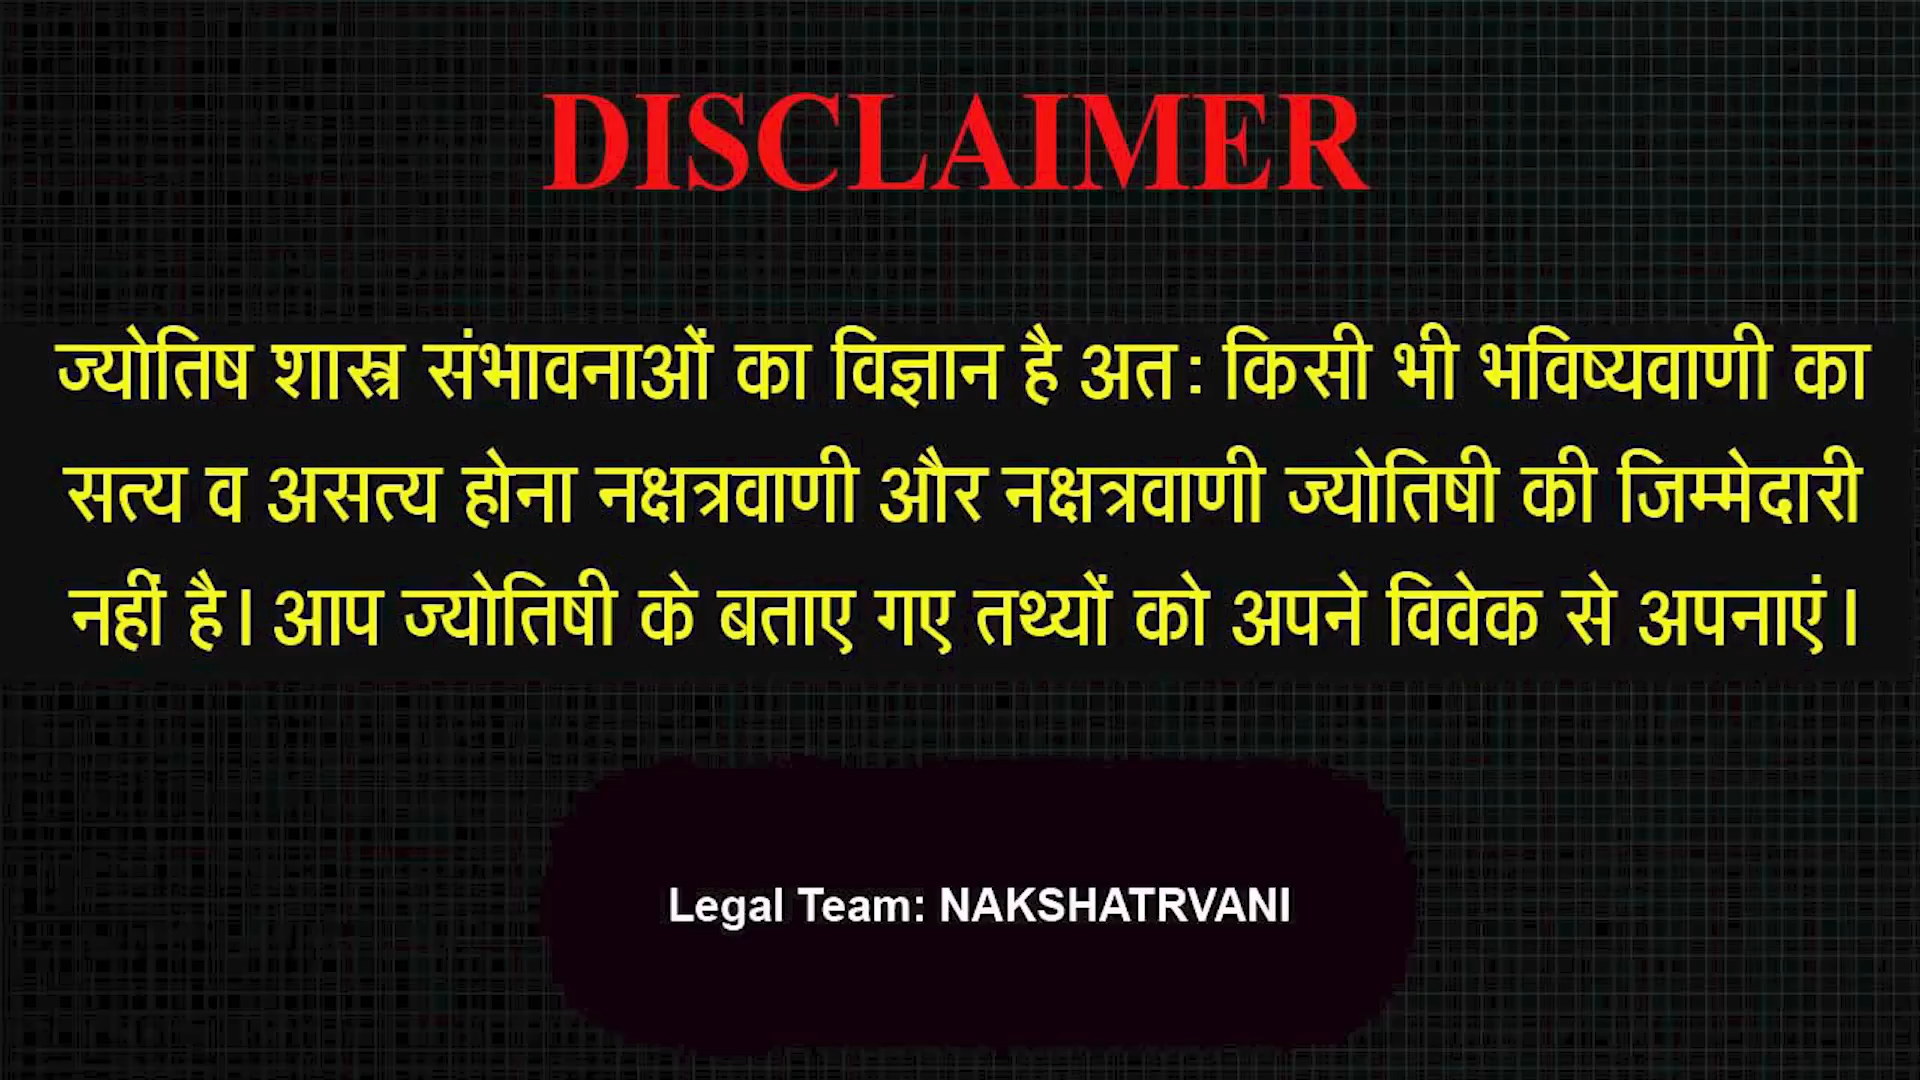 DISCLAIMER
ज्योतिष शास्त्र संभावनाओं का विज्ञान है अतः किसी भी भविष्यवाणी का
सत्य व असत्य होना नक्षत्रवाणी और नक्षत्रवाणी ज्योतिषी की जिम्मेदारी
नहीं है। आप ज्योतिषी के बताए गए तथ्यों को अपने विवेक से अपनाएं।
Legal Team: NAKSHATRVANI